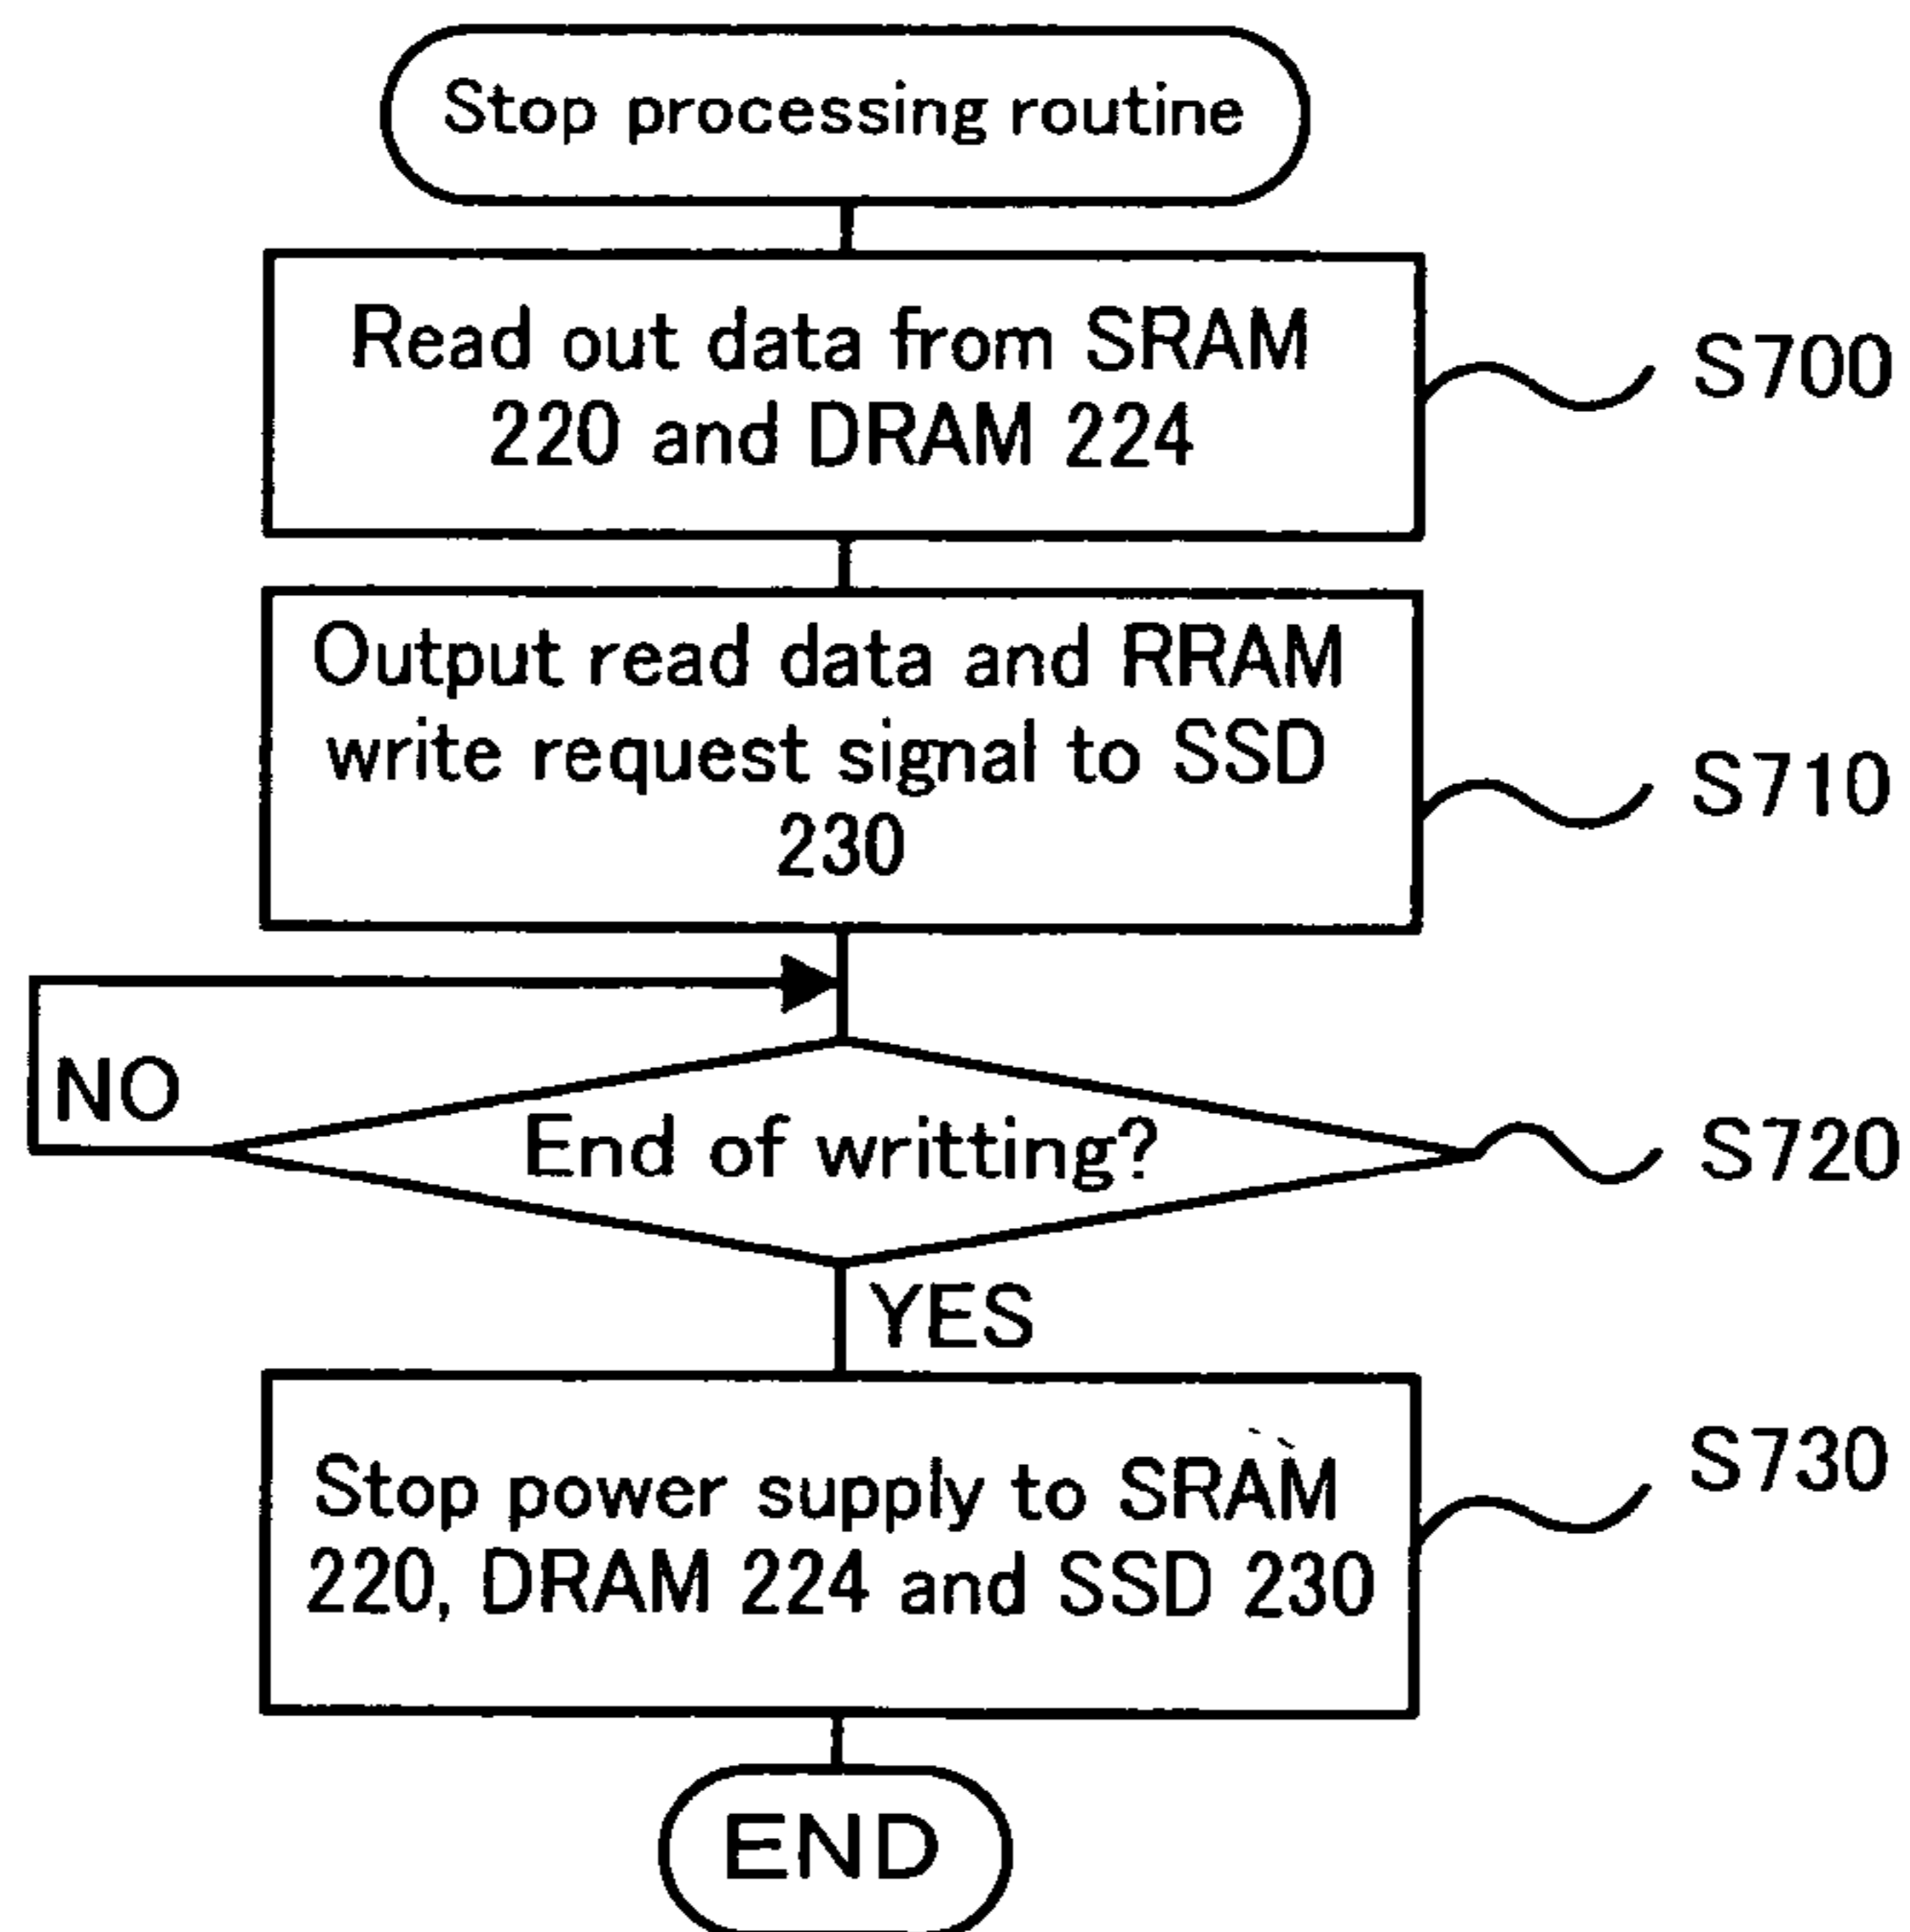 Stop processing routine
Read out data from SRAM
220 and DRAM 224
S700
Output read data and RRAM
write request signal to SSD
230
S710
NO
End of writting?
S720
YES
Stop power supply to SRAM
220, DRAM 224 and SSD 230
S730
END